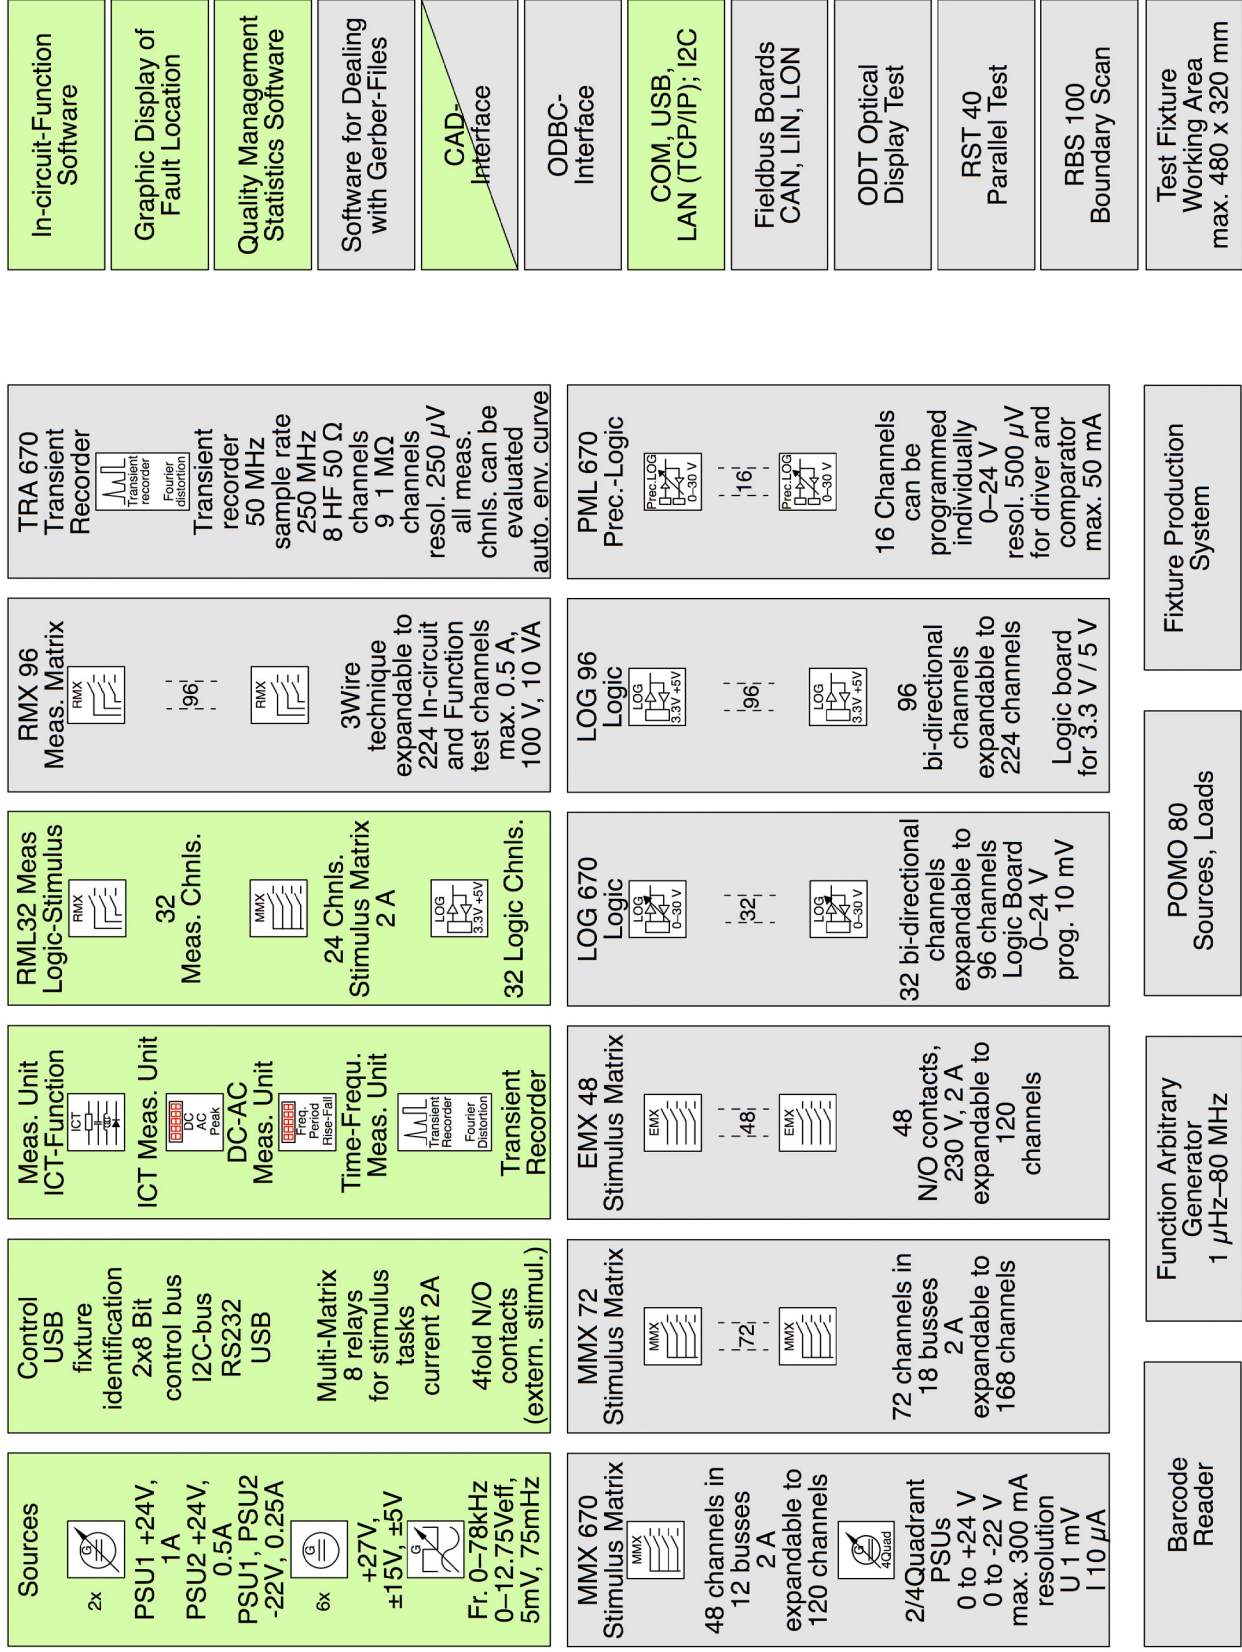 Sources
G
2x
PSU1 +24V,
1A
PSU2 +24V,
0.5A
PSU1, PSU2
-22V, 0.25A
G
6x
+27V,
±15V, ±5V
G
Fr. 0–78kHz
0–12.75Veff,
5mV, 75mHz
Control
USB
fixture
identification
2x8 Bit
control bus
I2C-bus
RS232
USB
Multi-Matrix
8 relays
for stimulus
tasks
current 2A
4fold N/O
contacts
(extern. stimul.)
Meas. Unit
ICT-Function
ICT
ICT Meas. Unit
DC
AC
Peak
DC-AC
Meas. Unit
Freq.
Period
Rise-Fall
Time-Frequ.
Meas. Unit
Transient
Recorder
Fourier
Distortion
Transient
Recorder
RML32 Meas
Logic-Stimulus
RMX
32
Meas. Chnls.
MMX
24 Chnls.
Stimulus Matrix
2 A
LOG
3.3V +5V
32 Logic Chnls.
RMX 96
Meas. Matrix
RMX
96
RMX
3Wire
technique
expandable to
224 In-circuit
and Function
test channels
max. 0.5 A,
100 V, 10 VA
TRA 670
Transient
Recorder
Transient
recorder
Fourier
distortion
Transient
recorder
50 MHz
sample rate
250 MHz
8 HF 50 Ω
channels
9 1 MΩ
channels
resol. 250 µV
all meas.
chnls. can be
evaluated
auto. env. curve
MMX 670
Stimulus Matrix
MMX
48 channels in
12 busses
2 A
expandable to
120 channels
G
4Quad
2/4Quadrant
PSUs
0 to +24 V
0 to -22 V
max. 300 mA
resolution
U 1 mV
I 10 µA
MMX 72
Stimulus Matrix
MMX
72
MMX
72 channels in
18 busses
2 A
expandable to
168 channels
EMX 48
Stimulus Matrix
EMX
48
EMX
48
N/O contacts,
230 V, 2 A
expandable to
120
channels
LOG 670
Logic
LOG
0–30 V
32
LOG
0–30 V
32 bi-directional
channels
expandable to
96 channels
Logic Board
0–24 V
prog. 10 mV
LOG 96
Logic
LOG
3.3V +5V
96
LOG
3.3V +5V
96
bi-directional
channels
expandable to
224 channels
Logic board
for 3.3 V / 5 V
PML 670
Prec.-Logic
Prec.LOG
0–30 V
16
Prec.LOG
0–30 V
16 Channels
can be
programmed
individually
0–24 V
resol. 500 µV
for driver and
comparator
max. 50 mA
Barcode
Reader
Function Arbitrary
Generator
1 µHz–80 MHz
POMO 80
Sources, Loads
Fixture Production
System
In-circuit-Function
Software
Graphic Display of
Fault Location
Quality Management
Statistics Software
Software for Dealing
with Gerber-Files
CAD-
Interface
ODBC-
Interface
COM, USB,
LAN (TCP/IP); I2C
Fieldbus Boards
CAN, LIN, LON
ODT Optical
Display Test
RST 40
Parallel Test
RBS 100
Boundary Scan
Test Fixture
Working Area
max. 480 x 320 mm